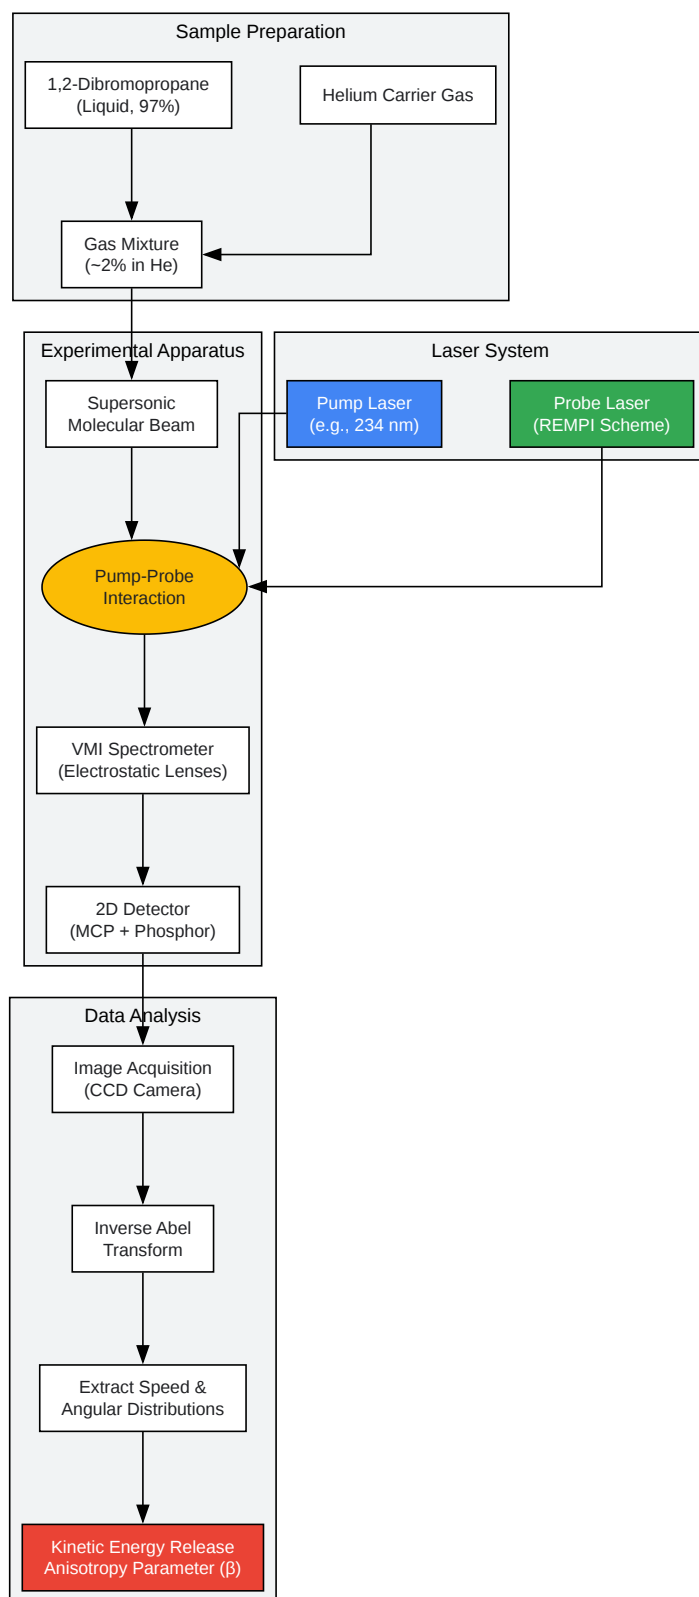 Sample Preparation
1,2-Dibromopropane
(Liquid, 97%)
Helium Carrier Gas
Gas Mixture
(~2% in He)
Experimental Apparatus
Laser System
Supersonic
Molecular Beam
Pump Laser
(e.g., 234 nm)
Probe Laser
(REMPI Scheme)
Pump-Probe
Interaction
VMI Spectrometer
(Electrostatic Lenses)
2D Detector
(MCP + Phosphor)
Data Analysis
Image Acquisition
(CCD Camera)
Inverse Abel
Transform
Extract Speed &
Angular Distributions
Kinetic Energy Release
Anisotropy Parameter (β)